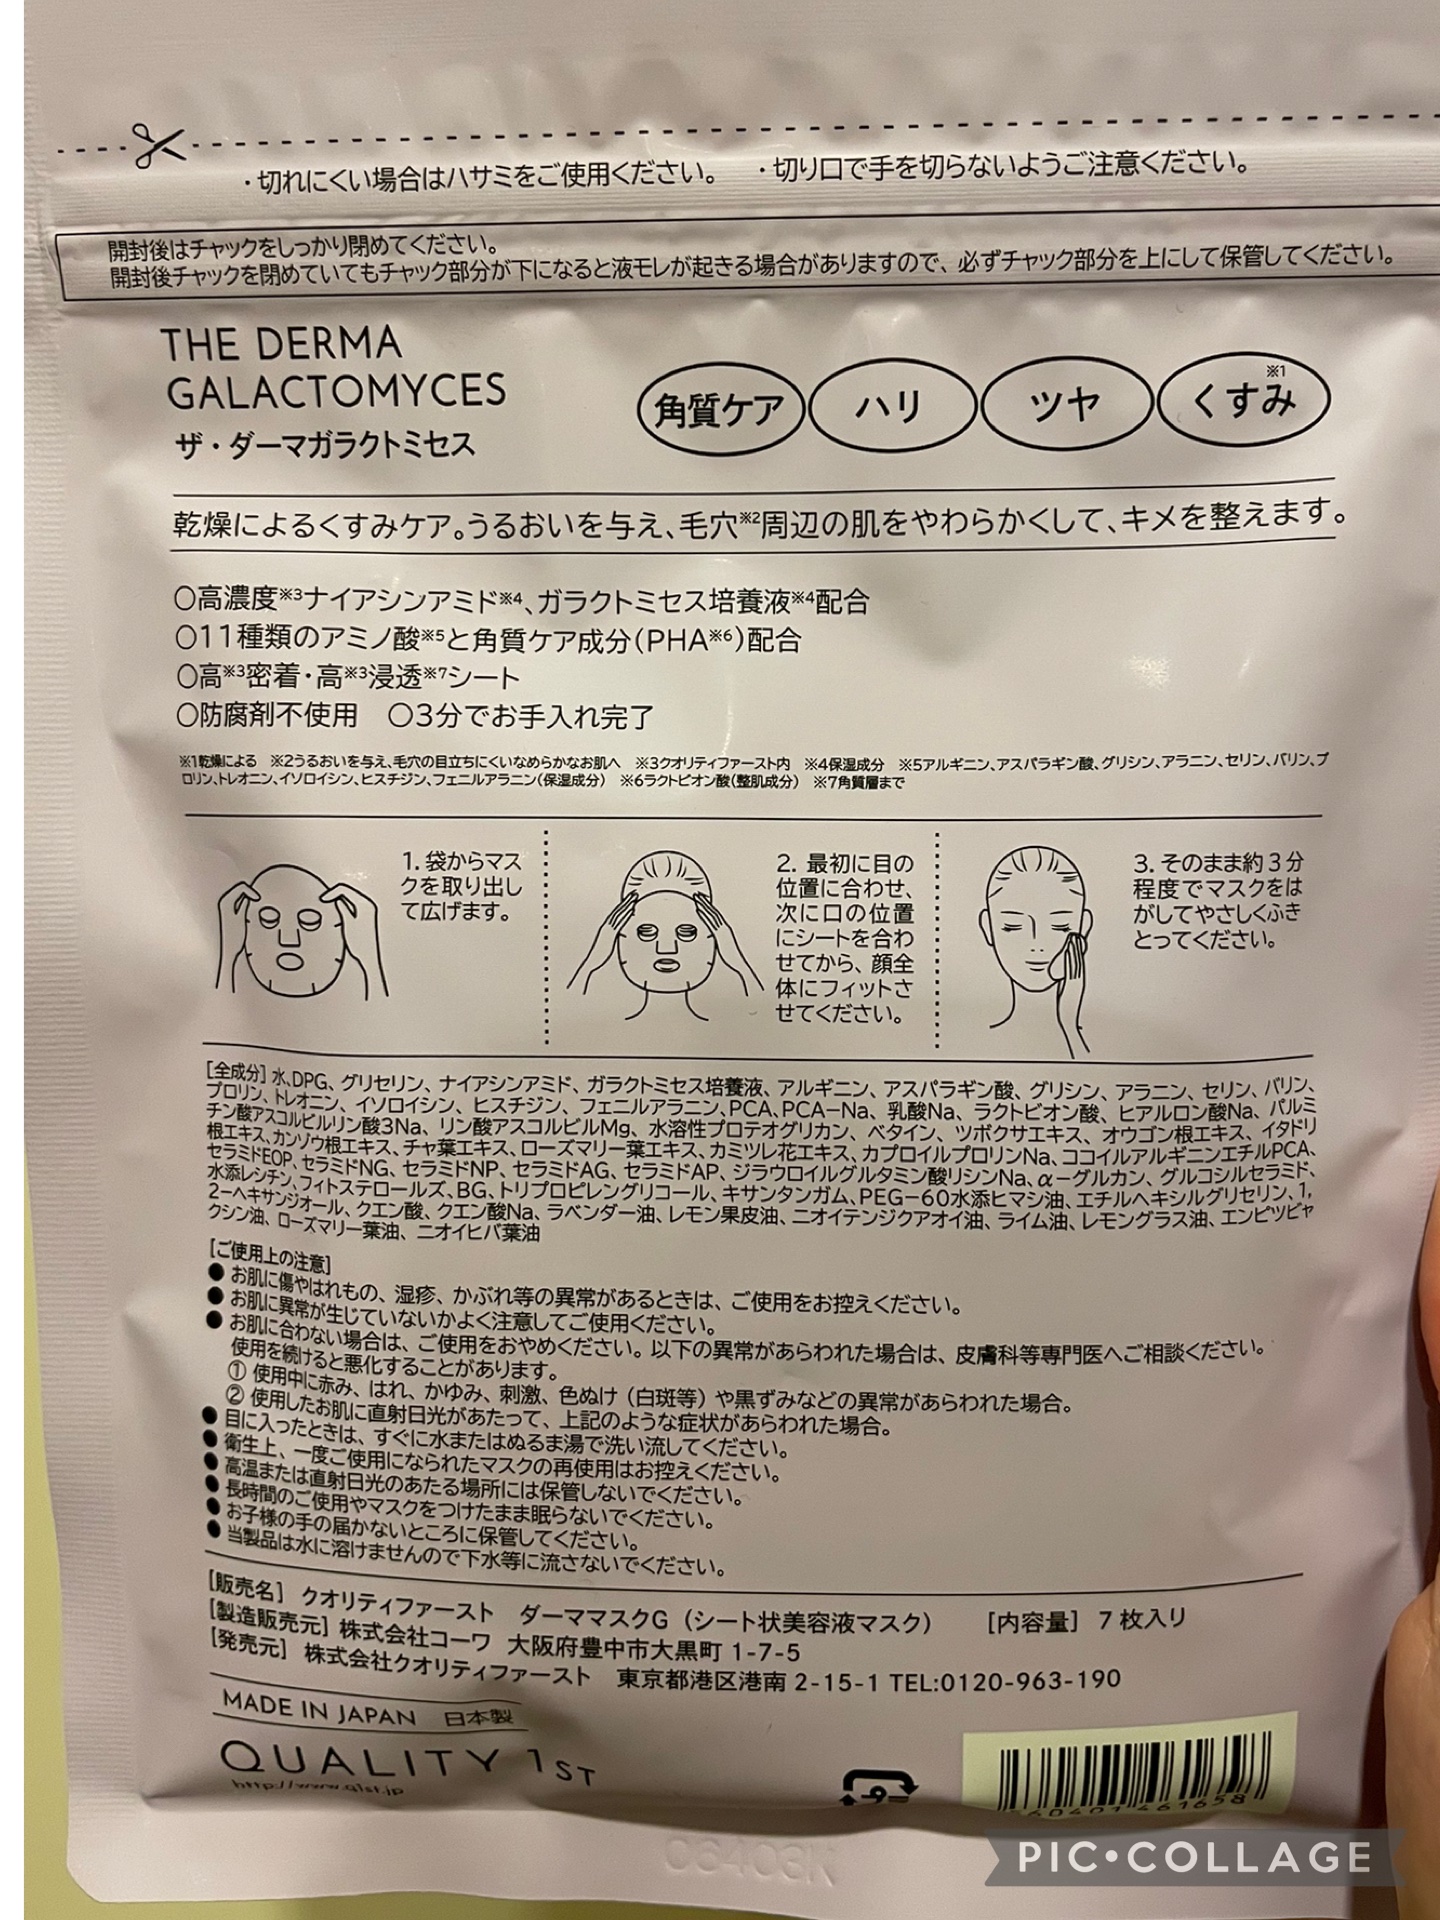 ・切れにくい場合はハサミをご使用ください。 ・切り口で手を切らないようご注意ください。
開封後はチャックをしっかり閉めてください。
開封後チャックを閉めていてもチャック部分が下になると液モレが起きる場合がありますので、必ずチャック部分を上にして保管してください。
THE DERMA
GALACTOMYCES
ザ・ダーマガラクトミセス
角質ケア ハリ ツヤ くすみ※1
乾燥によるくすみケア。うるおいを与え、毛穴※2周辺の肌をやわらかくして、キメを整えます。
○高濃度※3ナイアシンアミド※4、ガラクトミセス培養液※4配合
○11種類のアミノ酸※5と角質ケア成分(PHA※6)配合
○高※3密着・高※3浸透※7シート
○防腐剤不使用 ○3分でお手入れ完了
※1乾燥による ※2うるおいを与え、毛穴の目立ちにくいなめらかなお肌へ ※3クオリティファースト内 ※4保湿成分 ※5アルギニン、アスパラギン酸、グリシン、アラニン、セリン、バリン、プ
ロリン、トレオニン、イソロイシン、ヒスチジン、フェニルアラニン(保湿成分) ※6ラクトビオン酸(整肌成分) ※7角質層まで
1. 袋からマス
クを取り出し
て広げます。
2. 最初に目の
位置に合わせ、
次に口の位置
にシートを合わ
せてから、顔全
体にフィットさ
せてください。
3. そのまま約3分
程度でマスクをは
がしてやさしくふき
とってください。
[全成分] 水、DPG、グリセリン、ナイアシンアミド、ガラクトミセス培養液、アルギニン、アスパラギン酸、グリシン、アラニン、セリン、バリン、
プロリン、トレオニン、イソロイシン、ヒスチジン、フェニルアラニン、PCA、PCA-Na、乳酸Na、ラクトビオン酸、ヒアルロン酸Na、パルミ
チン酸アスコルビルリン酸3Na、リン酸アスコルビルMg、水溶性プロテオグリカン、ベタイン、ツボクサエキス、オウゴン根エキス、イタドリ
根エキス、カンゾウ根エキス、チャ葉エキス、ローズマリー葉エキス、カミツレ花エキス、カプロイルプロリンNa、ココイルアルギニンエチルPCA、
セラミドEOP、セラミドNG、セラミドNP、セラミドAG、セラミドAP、ジラウロイルグルタミン酸リシンNa、α-グルカン、グルコシルセラミド、
水添レシチン、フィトステロールズ、BG、トリプロピレングリコール、キサンタンガム、PEG-60水添ヒマシ油、エチルヘキシルグリセリン、1,
2-ヘキサンジオール、クエン酸、クエン酸Na、ラベンダー油、レモン果皮油、ニオイテンジクアオイ油、ライム油、レモングラス油、エンピツビャ
クシン油、ローズマリー葉油、ニオイヒバ葉油
[ご使用上の注意]
● お肌に傷やはれもの、湿疹、かぶれ等の異常があるときは、ご使用をお控えください。
● お肌に異常が生じていないかよく注意してご使用ください。
● お肌に合わない場合は、ご使用をおやめください。以下の異常があらわれた場合は、皮膚科等専門医へご相談ください。
使用を続けると悪化することがあります。
① 使用中に赤み、はれ、かゆみ、刺激、色ぬけ（白斑等）や黒ずみなどの異常があらわれた場合。
② 使用したお肌に直射日光があたって、上記のような症状があらわれた場合。
● 目に入ったときは、すぐに水またはぬるま湯で洗い流してください。
● 衛生上、一度ご使用になられたマスクの再使用はお控えください。
● 高温または直射日光のあたる場所には保管しないでください。
● 長時間のご使用やマスクをつけたまま眠らないでください。
● お子様の手の届かないところに保管してください。
● 当製品は水に溶けませんので下水等に流さないでください。
[販売名] クオリティファースト ダーママスクG（シート状美容液マスク） [内容量] 7枚入り
[製造販売元] 株式会社コーワ 大阪府豊中市大黒町 1-7-5
[発売元] 株式会社クオリティファースト 東京都港区港南 2-15-1 TEL:0120-963-190
MADE IN JAPAN 日本製
QUALITY 1ST
http://www.q1st.jp
560401 461658
C6403K
PIC•COLLAGE